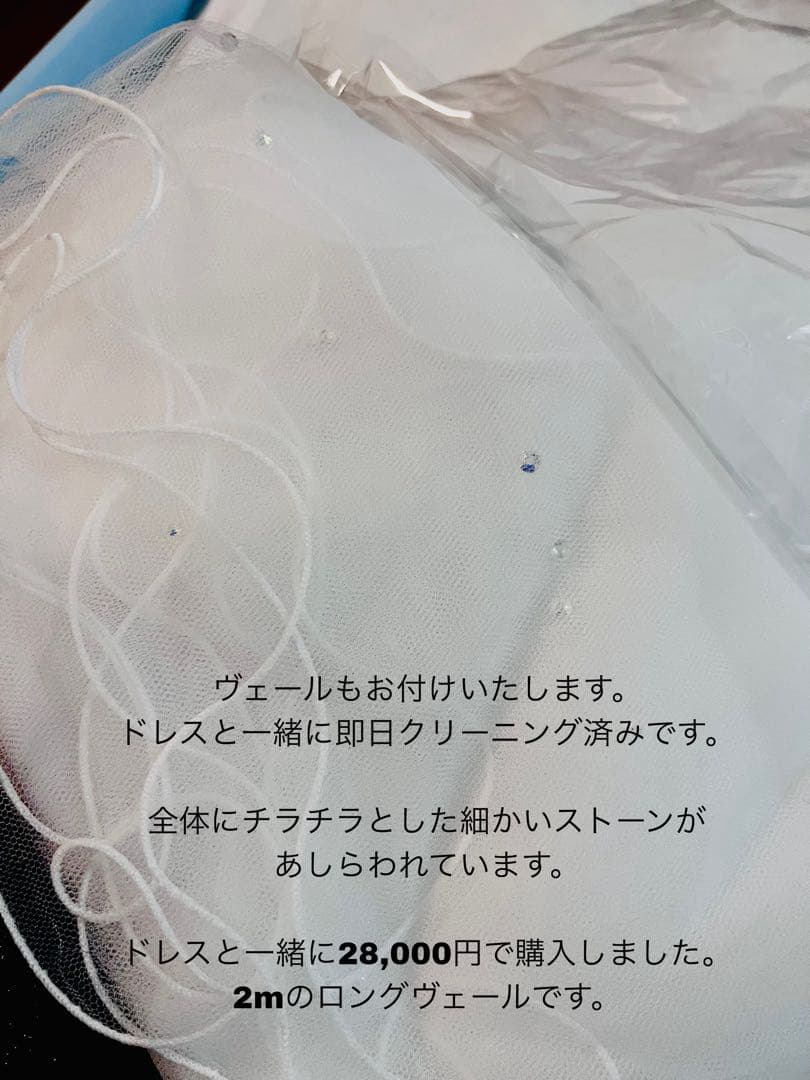 ヴェールもお付けいたします。
ドレスと一緒に即日クリーニング済みです。
全体にチラチラとした細かいストーンが
あしらわれています。
ドレスと一緒に28,000円で購入しました。
2mのロングヴェールです。